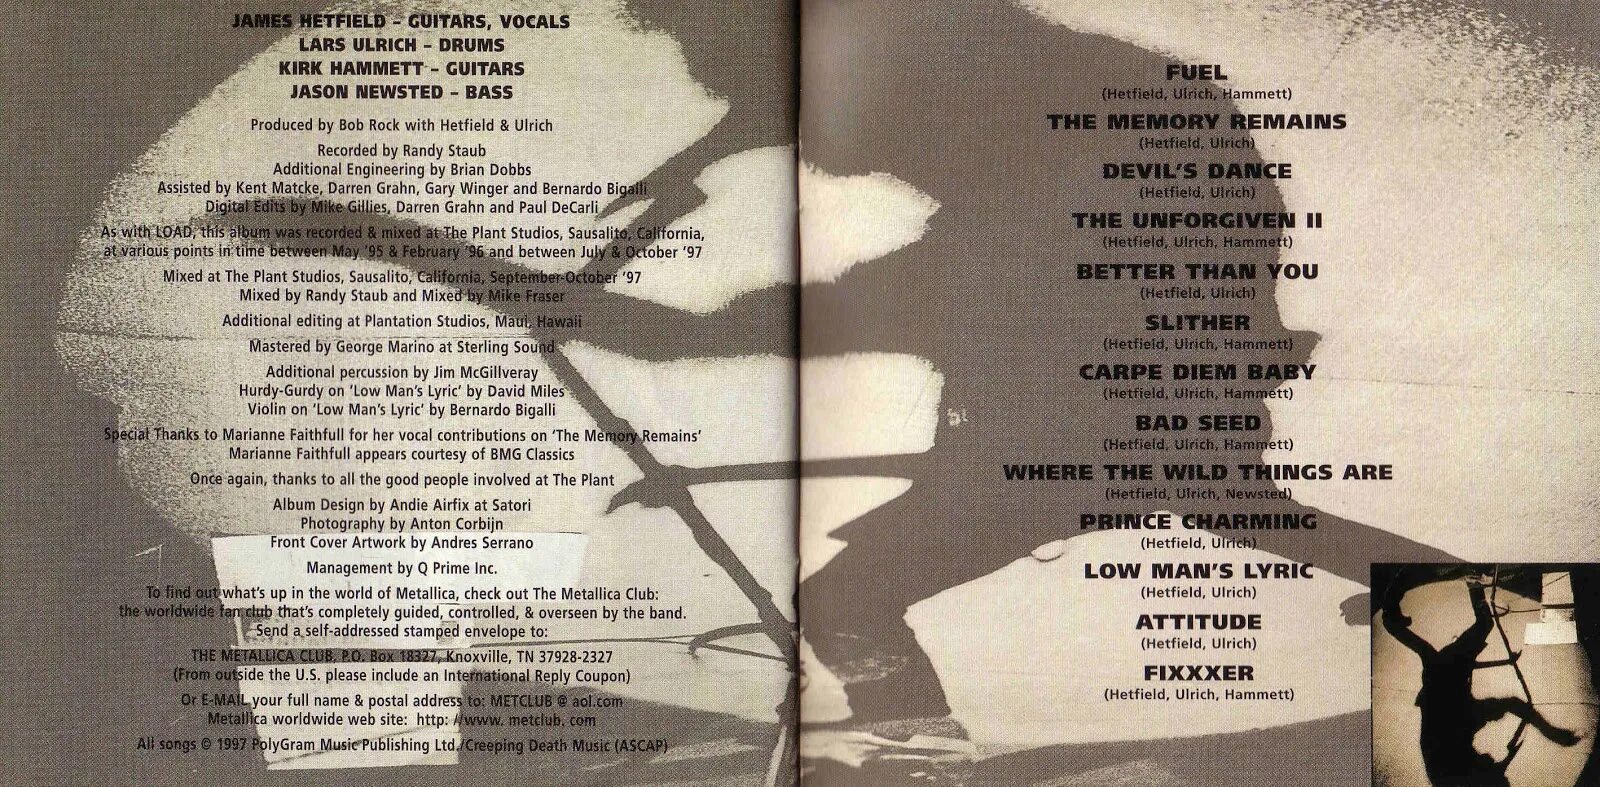 JAMES HETFIELD – GUITARS, VOCALS
LARS ULRICH – DRUMS
KIRK HAMMETT – GUITARS
JASON NEWSTED – BASS
Produced by Bob Rock with Hetfield & Ulrich
Recorded by Randy Staub
Additional Engineering by Brian Dobbs
Assisted by Kent Matcke, Darren Grahn, Gary Winger and Bernardo Bigalli
Digital Edits by Mike Gillies, Darren Grahn and Paul DeCarli
As with LOAD, this album was recorded & mixed at The Plant Studios, Sausalito, California,
at various points in time between May '95 & February '96 and between July & October '97
Mixed at The Plant Studios, Sausalito, California, September-October '97
Mixed by Randy Staub and Mixed by Mike Fraser
Additional editing at Plantation Studios, Maui, Hawaii
Mastered by George Marino at Sterling Sound
Additional percussion by Jim McGillveray
Hurdy-Gurdy on 'Low Man's Lyric' by David Miles
Violin on 'Low Man's Lyric' by Bernardo Bigalli
Special Thanks to Marianne Faithfull for her vocal contributions on 'The Memory Remains'
Marianne Faithfull appears courtesy of BMG Classics
Once again, thanks to all the good people involved at The Plant
Album Design by Andie Airfix at Satori
Photography by Anton Corbijn
Front Cover Artwork by Andres Serrano
Management by Q Prime Inc.
To find out what's up in the world of Metallica, check out The Metallica Club:
the worldwide fan club that's completely guided, controlled, & overseen by the band.
Send a self-addressed stamped envelope to:
THE METALLICA CLUB, P.O. Box 18327, Knoxville, TN 37928-2327
(From outside the U.S. please include an International Reply Coupon)
Or E-MAIL your full name & postal address to: METCLUB @ aol.com
Metallica worldwide web site: http: //www. metclub. com
All songs © 1997 PolyGram Music Publishing Ltd./Creeping Death Music (ASCAP)
FUEL
(Hetfield, Ulrich, Hammett)
THE MEMORY REMAINS
(Hetfield, Ulrich)
DEVIL'S DANCE
(Hetfield, Ulrich)
THE UNFORGIVEN II
(Hetfield, Ulrich, Hammett)
BETTER THAN YOU
(Hetfield, Ulrich)
SLITHER
(Hetfield, Ulrich, Hammett)
CARPE DIEM BABY
(Hetfield, Ulrich, Hammett)
BAD SEED
(Hetfield, Ulrich, Hammett)
WHERE THE WILD THINGS ARE
(Hetfield, Ulrich, Newsted)
PRINCE CHARMING
(Hetfield, Ulrich)
LOW MAN'S LYRIC
(Hetfield, Ulrich)
ATTITUDE
(Hetfield, Ulrich)
FIXXXER
(Hetfield, Ulrich, Hammett)